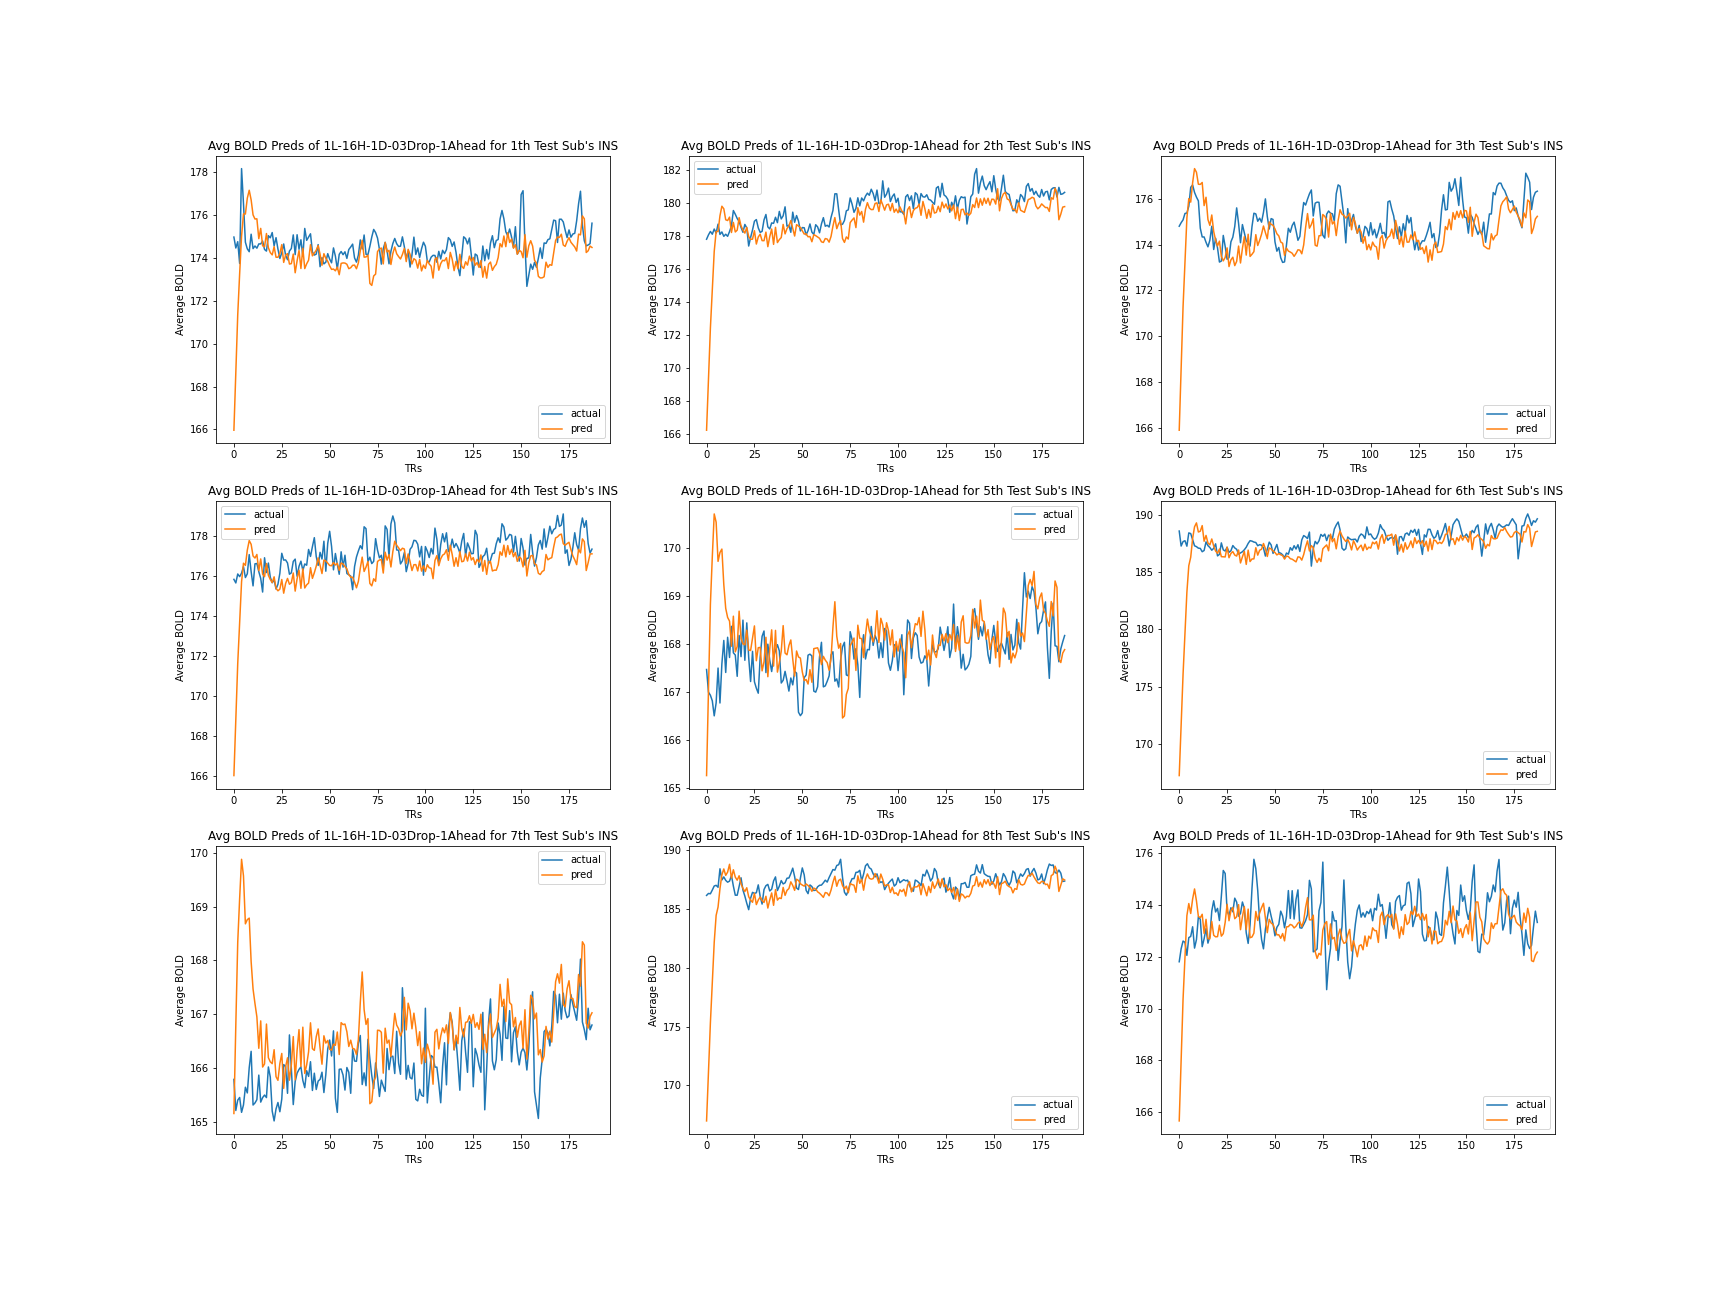 Avg BOLD Preds of 1L-16H-1D-03Drop-1Ahead for 1th Test Sub's INS
178
176
174
172
170
168
166
Average BOLD
actual
pred
0 25 50 75 100 125 150 175
TRs
Avg BOLD Preds of 1L-16H-1D-03Drop-1Ahead for 2th Test Sub's INS
182
180
178
176
174
172
170
168
166
Average BOLD
actual
pred
0 25 50 75 100 125 150 175
TRs
Avg BOLD Preds of 1L-16H-1D-03Drop-1Ahead for 3th Test Sub's INS
176
174
172
170
168
166
Average BOLD
actual
pred
0 25 50 75 100 125 150 175
TRs
Avg BOLD Preds of 1L-16H-1D-03Drop-1Ahead for 4th Test Sub's INS
178
176
174
172
170
168
166
Average BOLD
actual
pred
0 25 50 75 100 125 150 175
TRs
Avg BOLD Preds of 1L-16H-1D-03Drop-1Ahead for 5th Test Sub's INS
170
169
168
167
166
165
Average BOLD
actual
pred
0 25 50 75 100 125 150 175
TRs
Avg BOLD Preds of 1L-16H-1D-03Drop-1Ahead for 6th Test Sub's INS
190
185
180
175
170
Average BOLD
actual
pred
0 25 50 75 100 125 150 175
TRs
Avg BOLD Preds of 1L-16H-1D-03Drop-1Ahead for 7th Test Sub's INS
170
169
168
167
166
165
Average BOLD
actual
pred
0 25 50 75 100 125 150 175
TRs
Avg BOLD Preds of 1L-16H-1D-03Drop-1Ahead for 8th Test Sub's INS
190
185
180
175
170
Average BOLD
actual
pred
0 25 50 75 100 125 150 175
TRs
Avg BOLD Preds of 1L-16H-1D-03Drop-1Ahead for 9th Test Sub's INS
176
174
172
170
168
166
Average BOLD
actual
pred
0 25 50 75 100 125 150 175
TRs